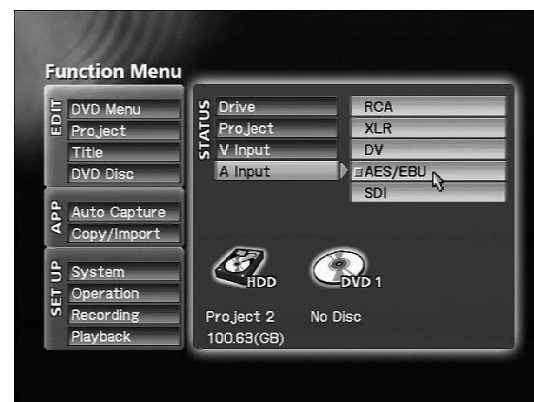 Function Menu
EDIT
DVD Menu
Project
Title
DVD Disc
APP
Auto Capture
Copy/Import
SET UP
System
Operation
Recording
Playback
STATUS
Drive
Project
V Input
A Input
RCA
XLR
DV
AES/EBU
SDI
HDD
DVD 1
Project 2
No Disc
100.63(GB)